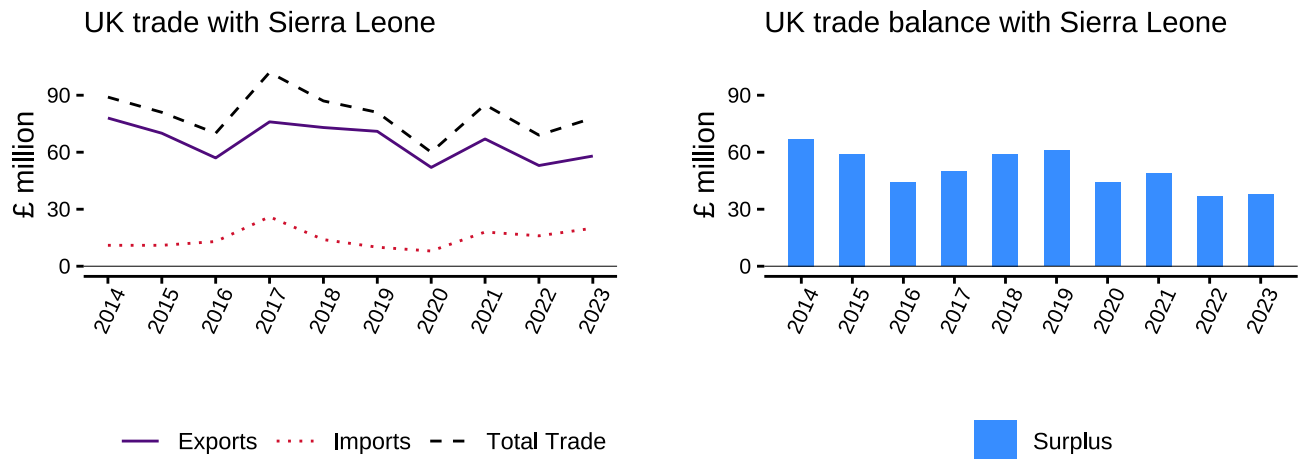 UK trade with Sierra Leone
£ million
90
60
30
0
2014 2015 2016 2017 2018 2019 2020 2021 2022 2023
Exports Imports Total Trade
UK trade balance with Sierra Leone
£ million
90
60
30
0
2014 2015 2016 2017 2018 2019 2020 2021 2022 2023
Surplus